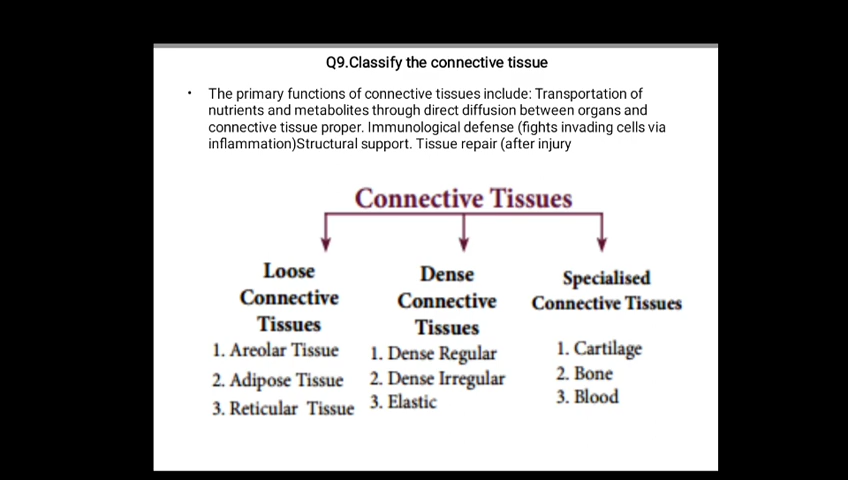 Q9.Classify the connective tissue
• The primary functions of connective tissues include: Transportation of
nutrients and metabolites through direct diffusion between organs and
connective tissue proper. Immunological defense (fights invading cells via
inflammation)Structural support. Tissue repair (after injury
Connective Tissues
Loose
Connective
Tissues
1. Areolar Tissue
2. Adipose Tissue
3. Reticular Tissue
Dense
Connective
Tissues
1. Dense Regular
2. Dense Irregular
3. Elastic
Specialised
Connective Tissues
1. Cartilage
2. Bone
3. Blood